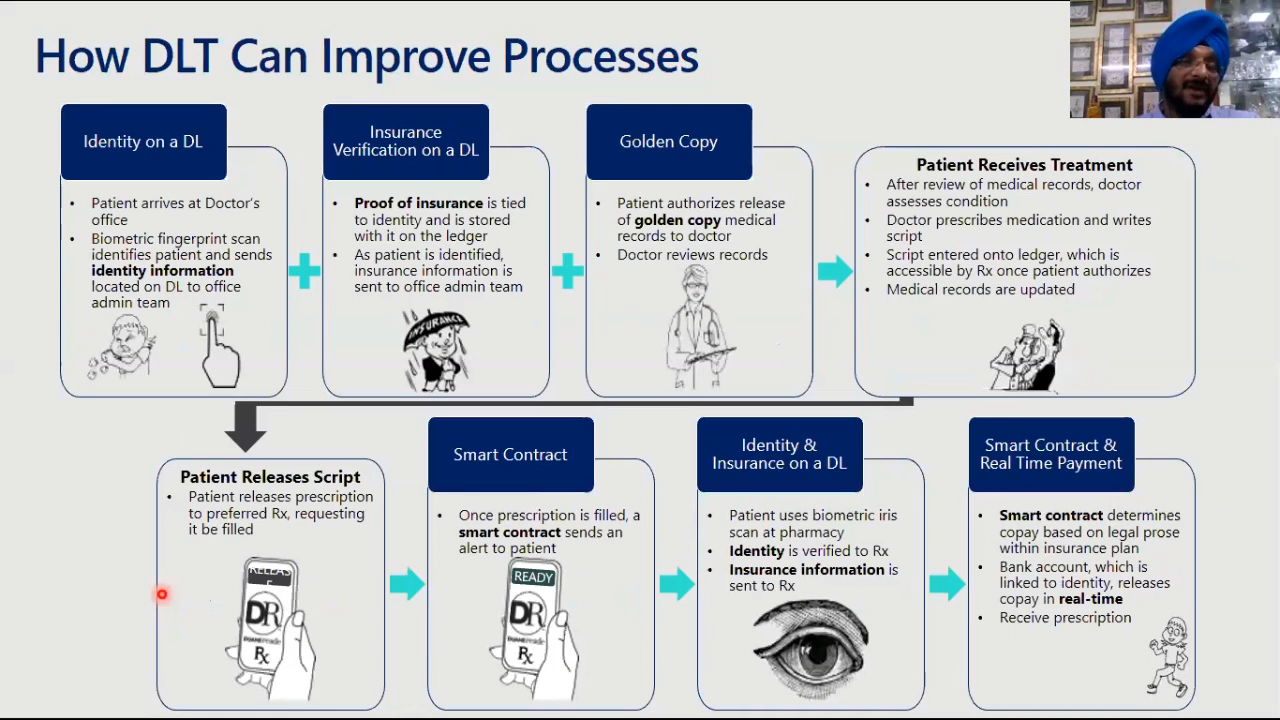 How DLT Can Improve Processes
Identity on a DL
• Patient arrives at Doctor's
office
• Biometric fingerprint scan
identifies patient and sends
identity information
located on DL to office
admin team
Insurance
Verification on a DL
• Proof of insurance is tied
to identity and is stored
with it on the ledger
• As patient is identified,
insurance information is
sent to office admin team
INSURANCE
Golden Copy
• Patient authorizes release
of golden copy medical
records to doctor
• Doctor reviews records
Patient Receives Treatment
• After review of medical records, doctor
assesses condition
• Doctor prescribes medication and writes
script
• Script entered onto ledger, which is
accessible by Rx once patient authorizes
• Medical records are updated
Patient Releases Script
• Patient releases prescription
to preferred Rx, requesting
it be filled
RELEAS
E
DR
DUANEreade
Rx
Smart Contract
• Once prescription is filled, a
smart contract sends an
alert to patient
READY
DR
DUANEreade
Rx
Identity &
Insurance on a DL
• Patient uses biometric iris
scan at pharmacy
• Identity is verified to Rx
• Insurance information is
sent to Rx
Smart Contract &
Real Time Payment
• Smart contract determines
copay based on legal prose
within insurance plan
• Bank account, which is
linked to identity, releases
copay in real-time
• Receive prescription